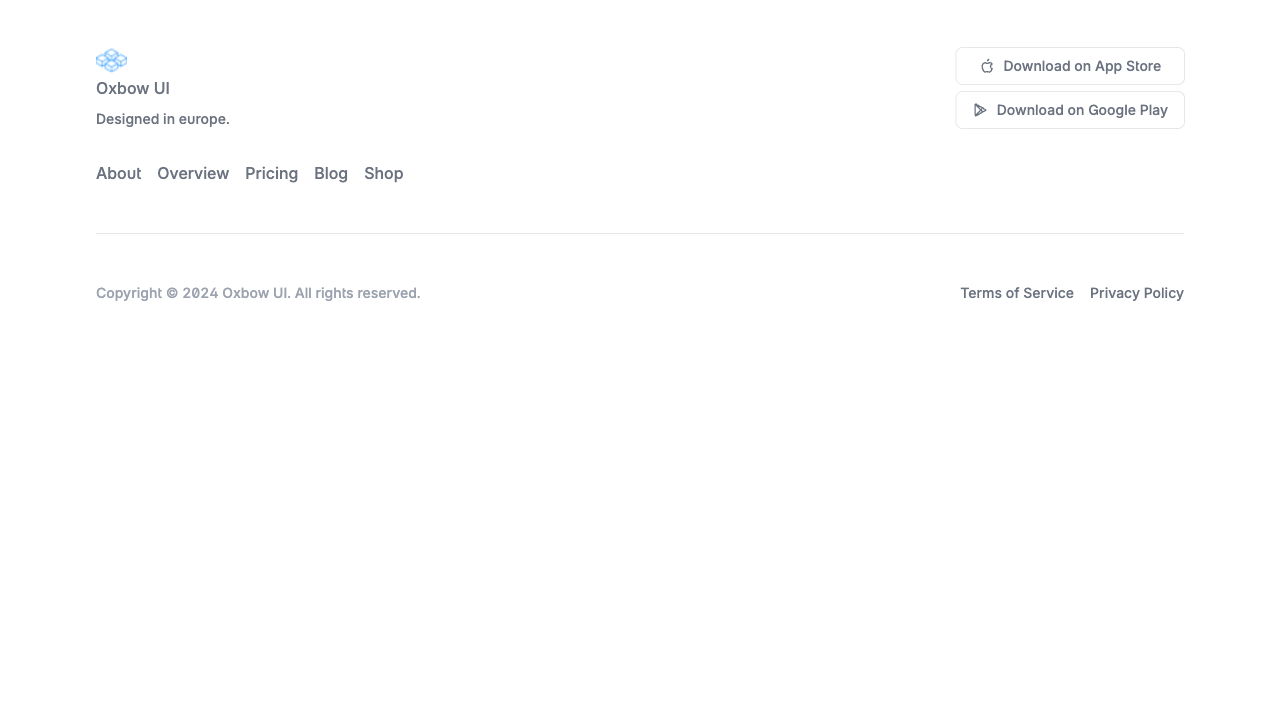 Oxbow UI
Designed in europe.
Download on App Store
Download on Google Play
About Overview Pricing Blog Shop
Copyright © 2024 Oxbow UI. All rights reserved.
Terms of Service Privacy Policy